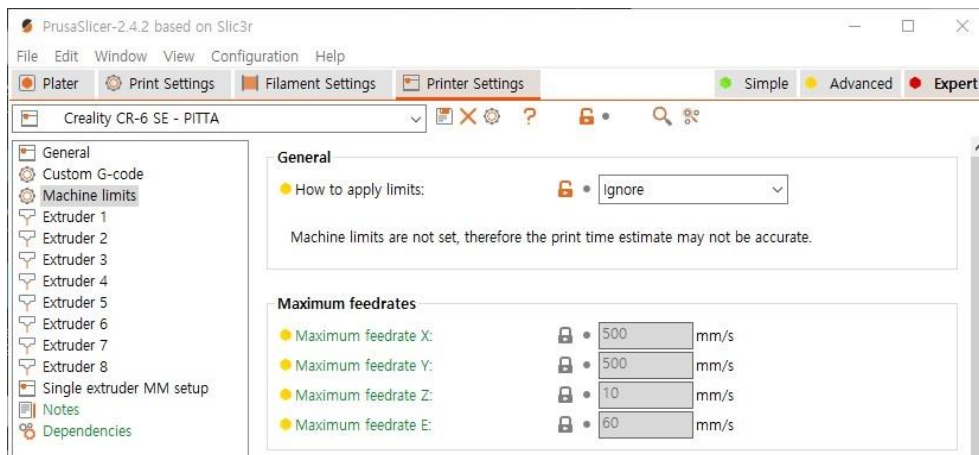 PrusaSlicer-2.4.2 based on Slic3r
File Edit Window View Configuration Help
Plater Print Settings Filament Settings Printer Settings Simple Advanced Expert
Creality CR-6 SE - PITTA
General
Custom G-code
Machine limits
Extruder 1
Extruder 2
Extruder 3
Extruder 4
Extruder 5
Extruder 6
Extruder 7
Extruder 8
Single extruder MM setup
Notes
Dependencies
General
How to apply limits: Ignore
Machine limits are not set, therefore the print time estimate may not be accurate.
Maximum feedrates
Maximum feedrate X: 500 mm/s
Maximum feedrate Y: 500 mm/s
Maximum feedrate Z: 10 mm/s
Maximum feedrate E: 60 mm/s